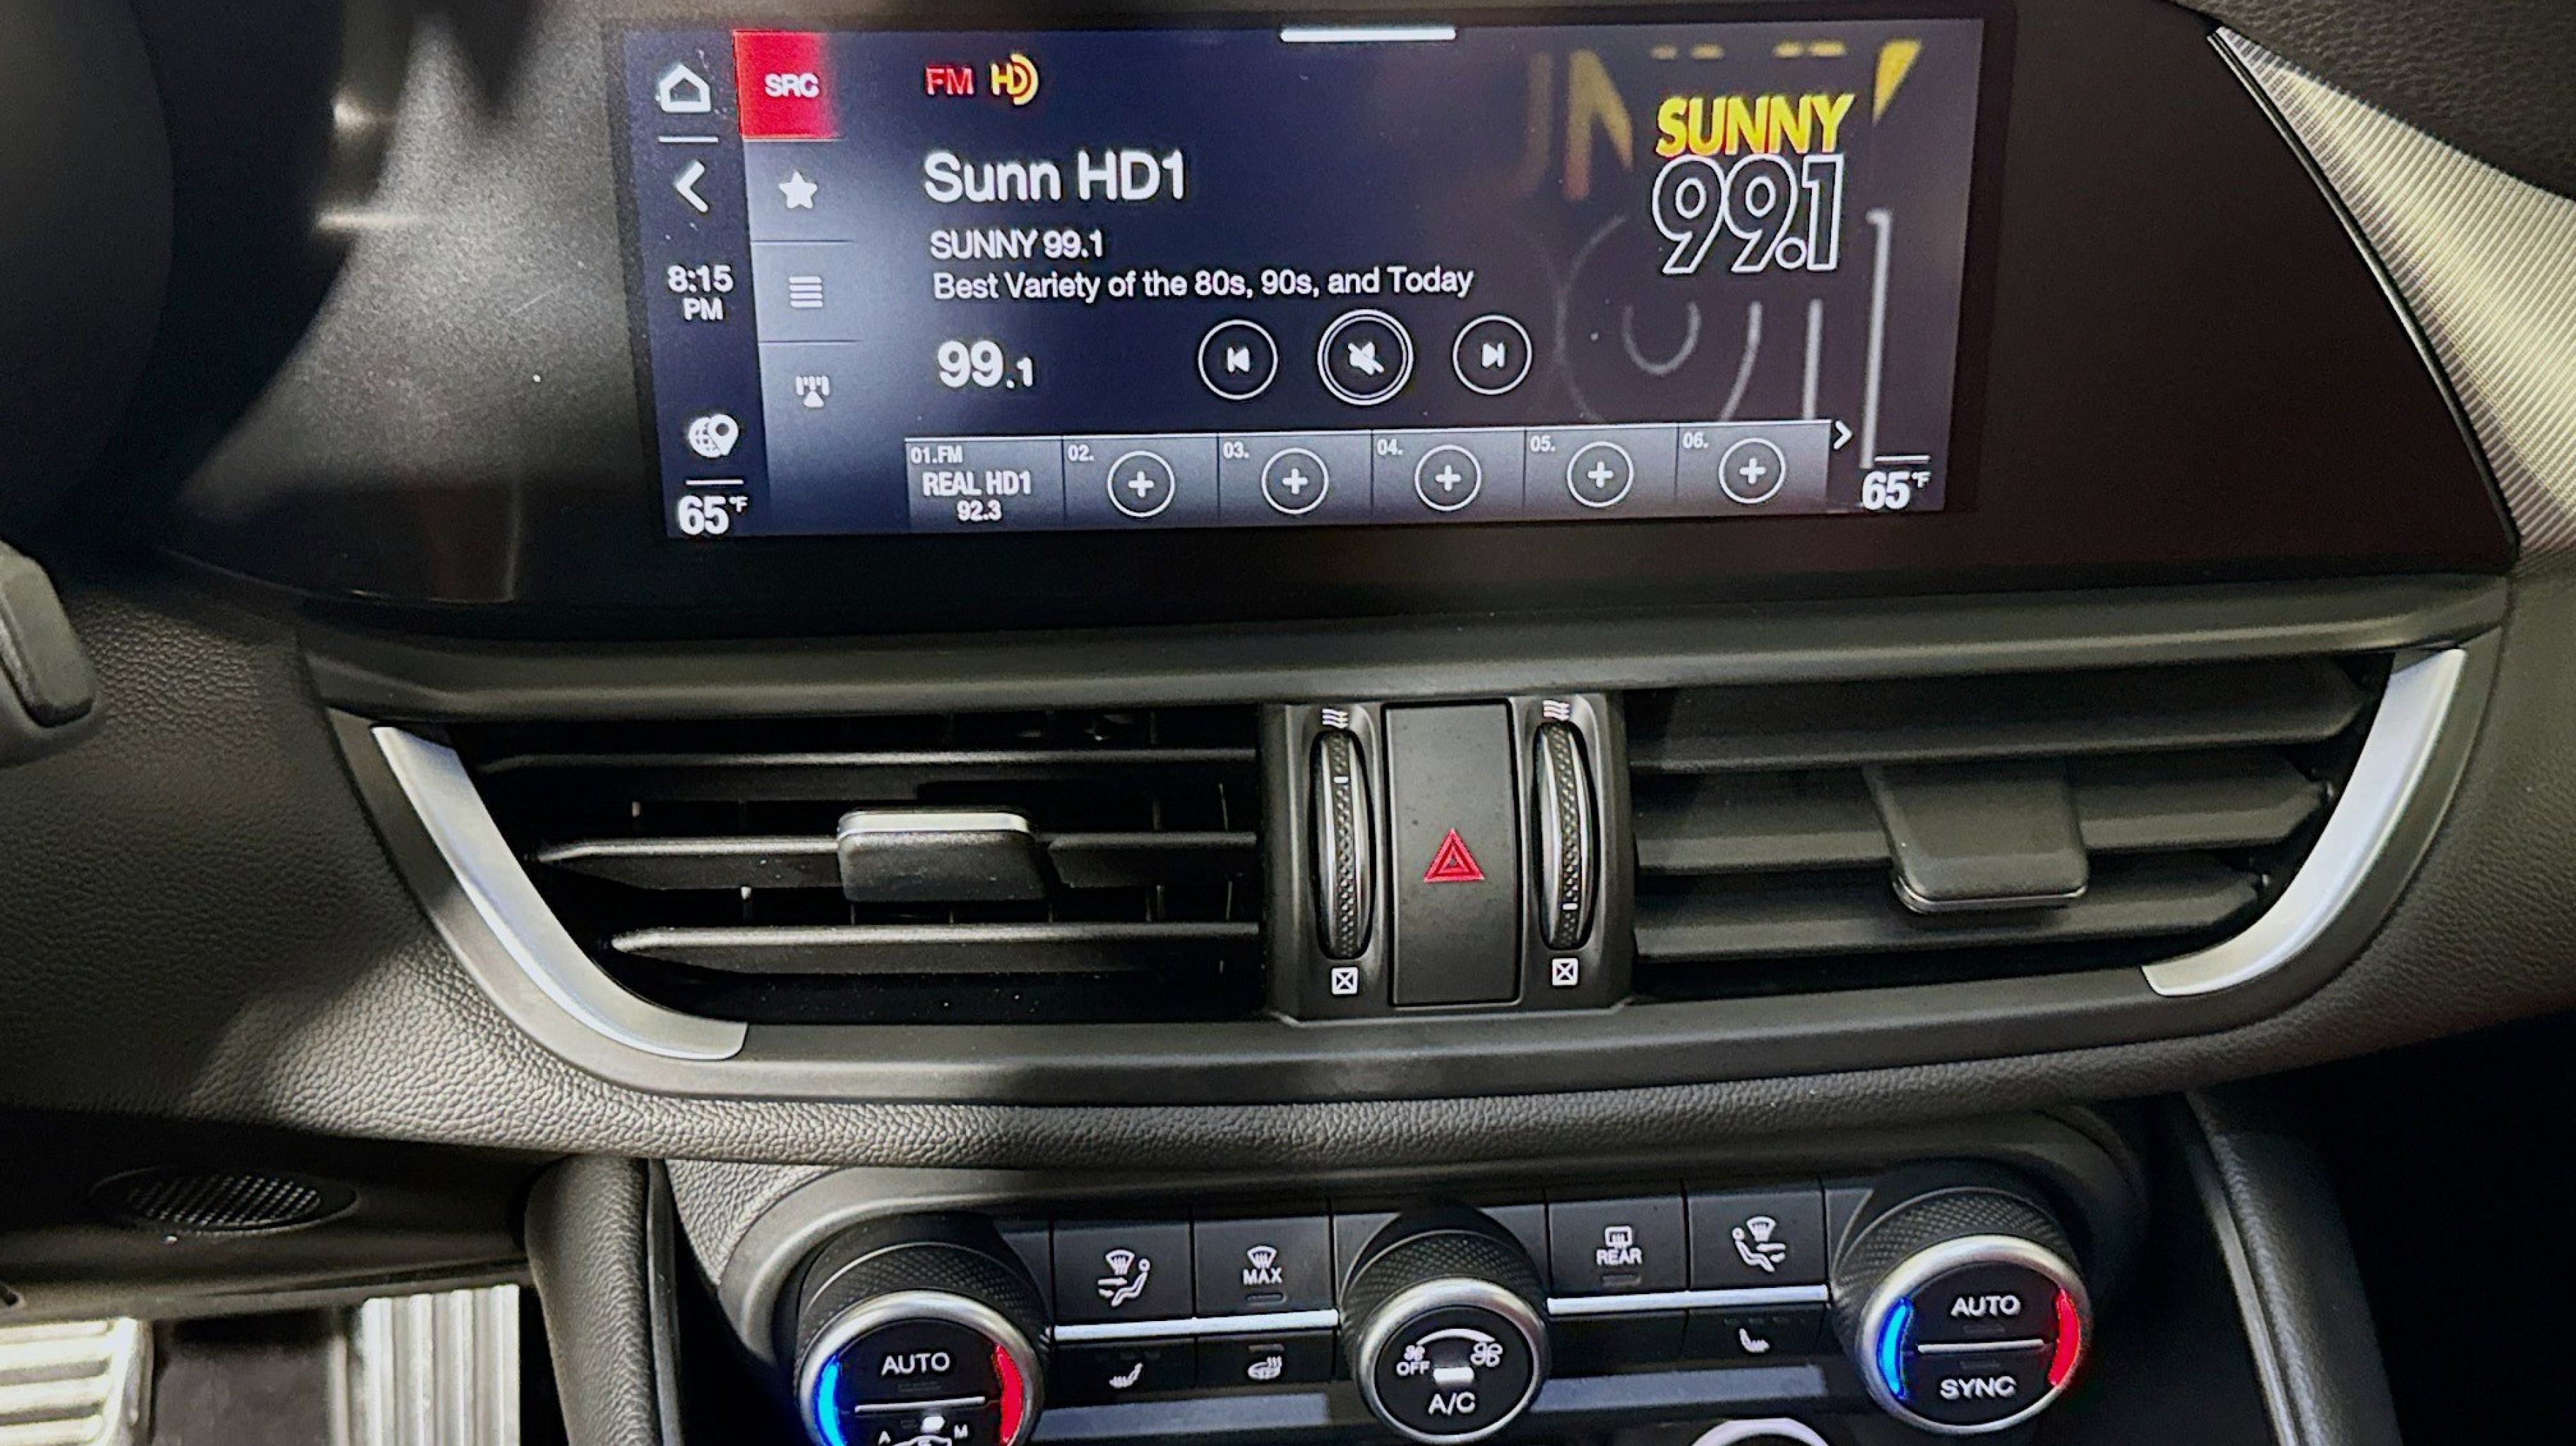 SRC
FM HD
Sunn HD1
SUNNY 99.1
Best Variety of the 80s, 90s, and Today
99.1
SUNNY
99.1
8:15
PM
01.FM
REAL HD1
92.3
02.
03.
04.
05.
06.
65°F
65°F
MAX
REAR
AUTO
A M
OFF
A/C
AUTO
SYNC